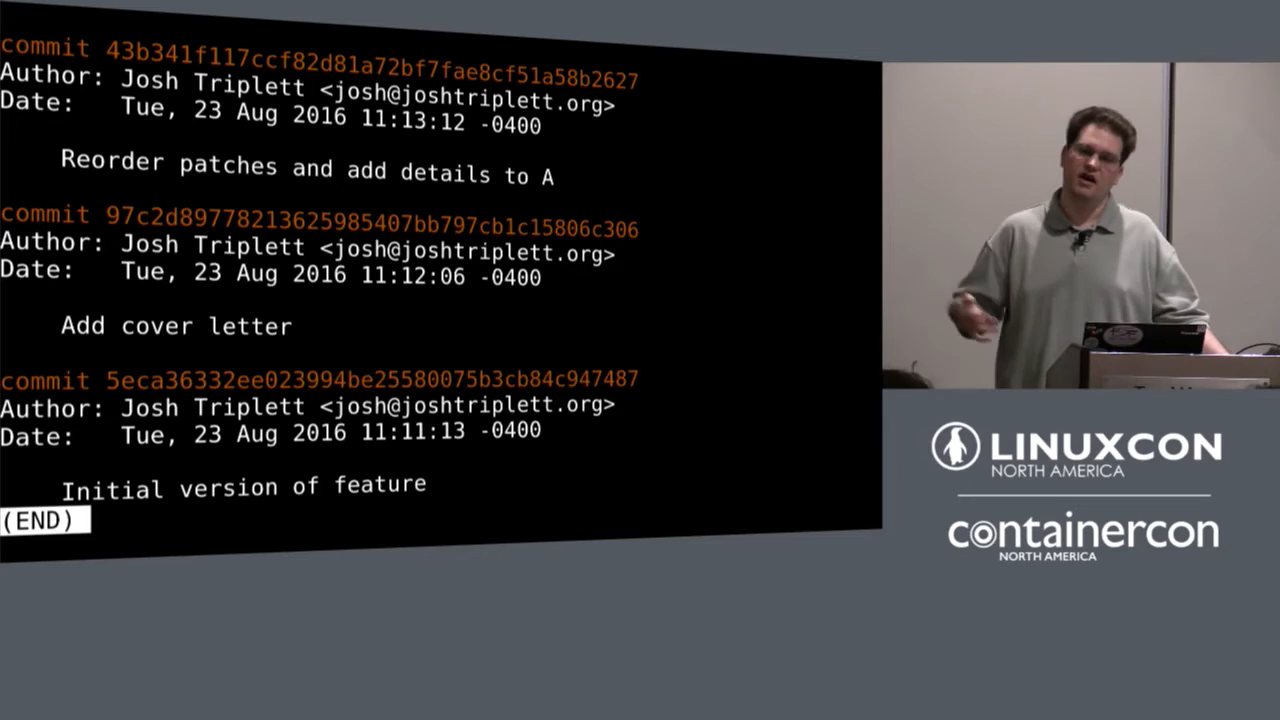 commit 43b341f117ccf82d81a72bf7fae8cf51a58b2627
Author: Josh Triplett <josh@joshtriplett.org>
Date:   Tue, 23 Aug 2016 11:13:12 -0400
Reorder patches and add details to A
commit 97c2d89778213625985407bb797cb1c15806c306
Author: Josh Triplett <josh@joshtriplett.org>
Date:   Tue, 23 Aug 2016 11:12:06 -0400
Add cover letter
commit 5eca36332ee023994be25580075b3cb84c947487
Author: Josh Triplett <josh@joshtriplett.org>
Date:   Tue, 23 Aug 2016 11:11:13 -0400
Initial version of feature
(END)
LINUXCON
NORTH AMERICA
containercon
NORTH AMERICA